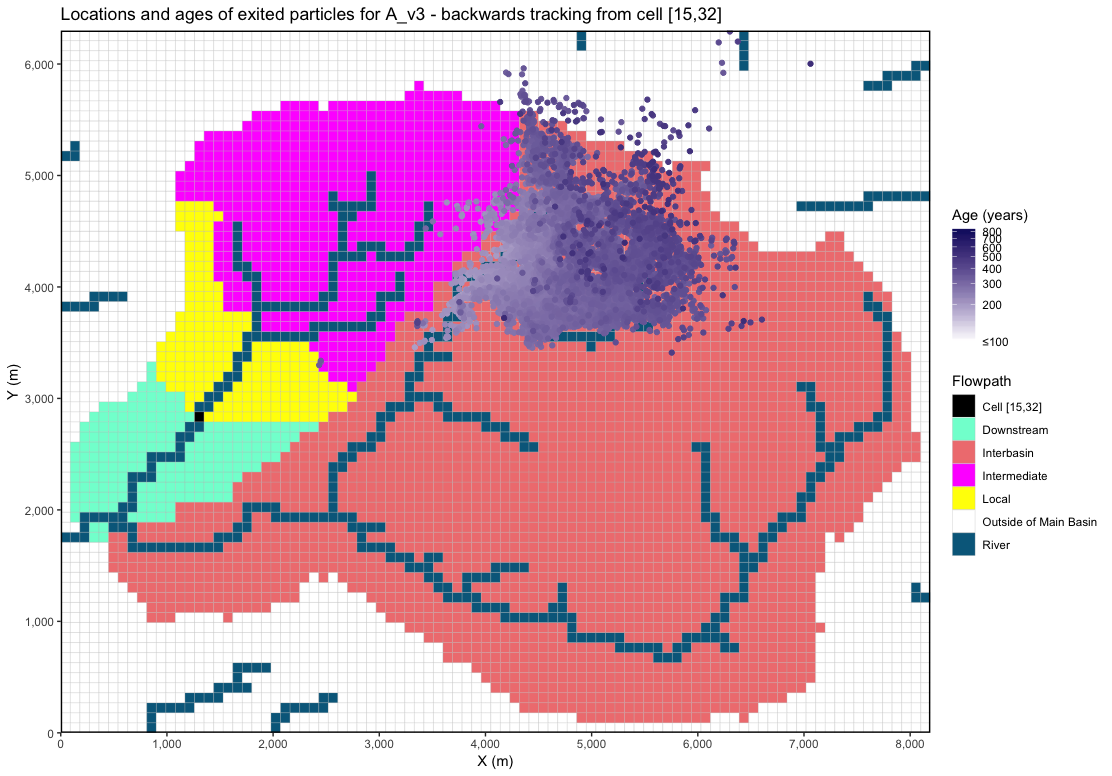 Locations and ages of exited particles for A_v3 - backwards tracking from cell [15,32]
6,000
5,000
4,000
3,000
2,000
1,000
0
Y (m)
0 1,000 2,000 3,000 4,000 5,000 6,000 7,000 8,000
X (m)
Age (years)
800
700
600
500
400
300
200
≤100
Flowpath
Cell [15,32]
Downstream
Interbasin
Intermediate
Local
Outside of Main Basin
River